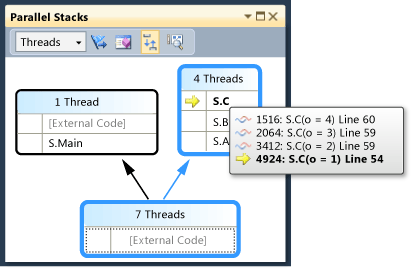 Parallel Stacks
Threads
4 Threads
1 Thread
S.C
[External Code]
S.B
S.Main
S.A
1516: S.C(o = 4) Line 60
2064: S.C(o = 3) Line 59
3412: S.C(o = 2) Line 59
4924: S.C(o = 1) Line 54
7 Threads
[External Code]